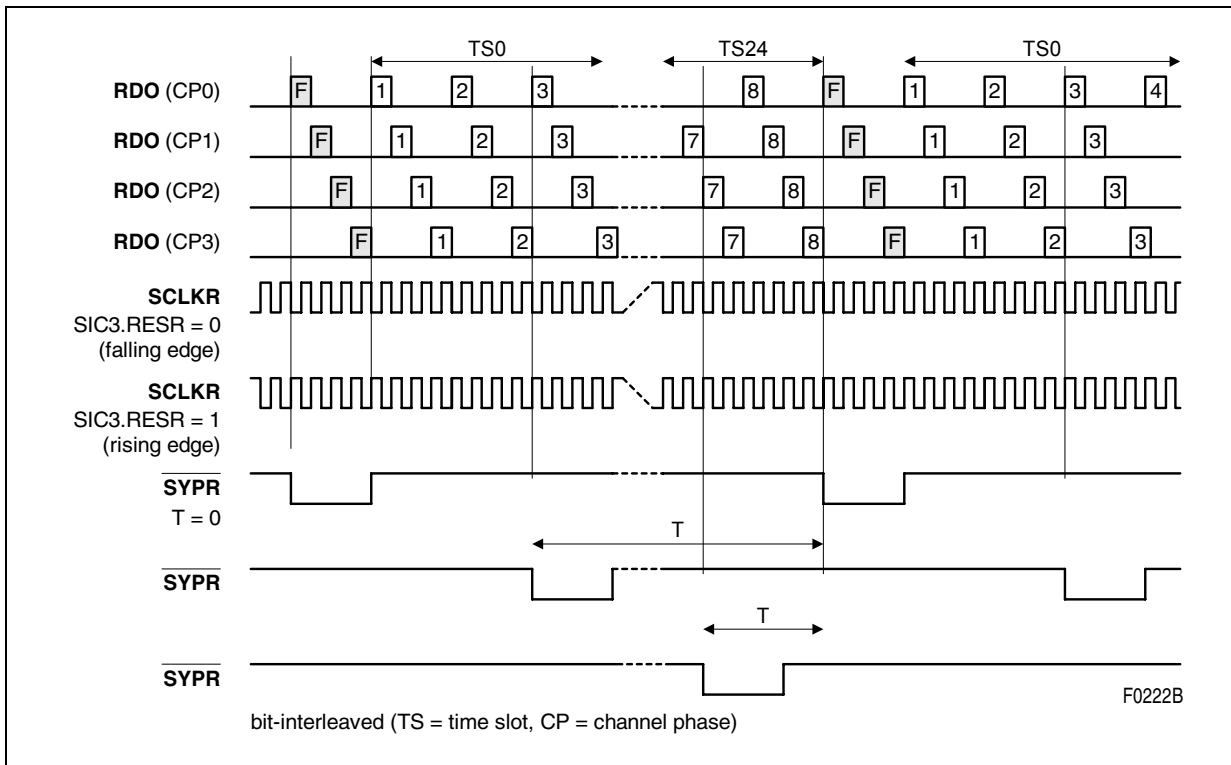 TS0 TS24 TS0
RDO (CP0) F 1 2 3 8 F 1 2 3 4
RDO (CP1) F 1 2 3 7 8 F 1 2 3
RDO (CP2) F 1 2 3 7 8 F 1 2 3
RDO (CP3) F 1 2 3 7 8 F 1 2 3
SCLKR
SIC3.RESR = 0
(falling edge)
SCLKR
SIC3.RESR = 1
(rising edge)
SYPR
T = 0
T
SYPR
T
SYPR
F0222B
bit-interleaved (TS = time slot, CP = channel phase)